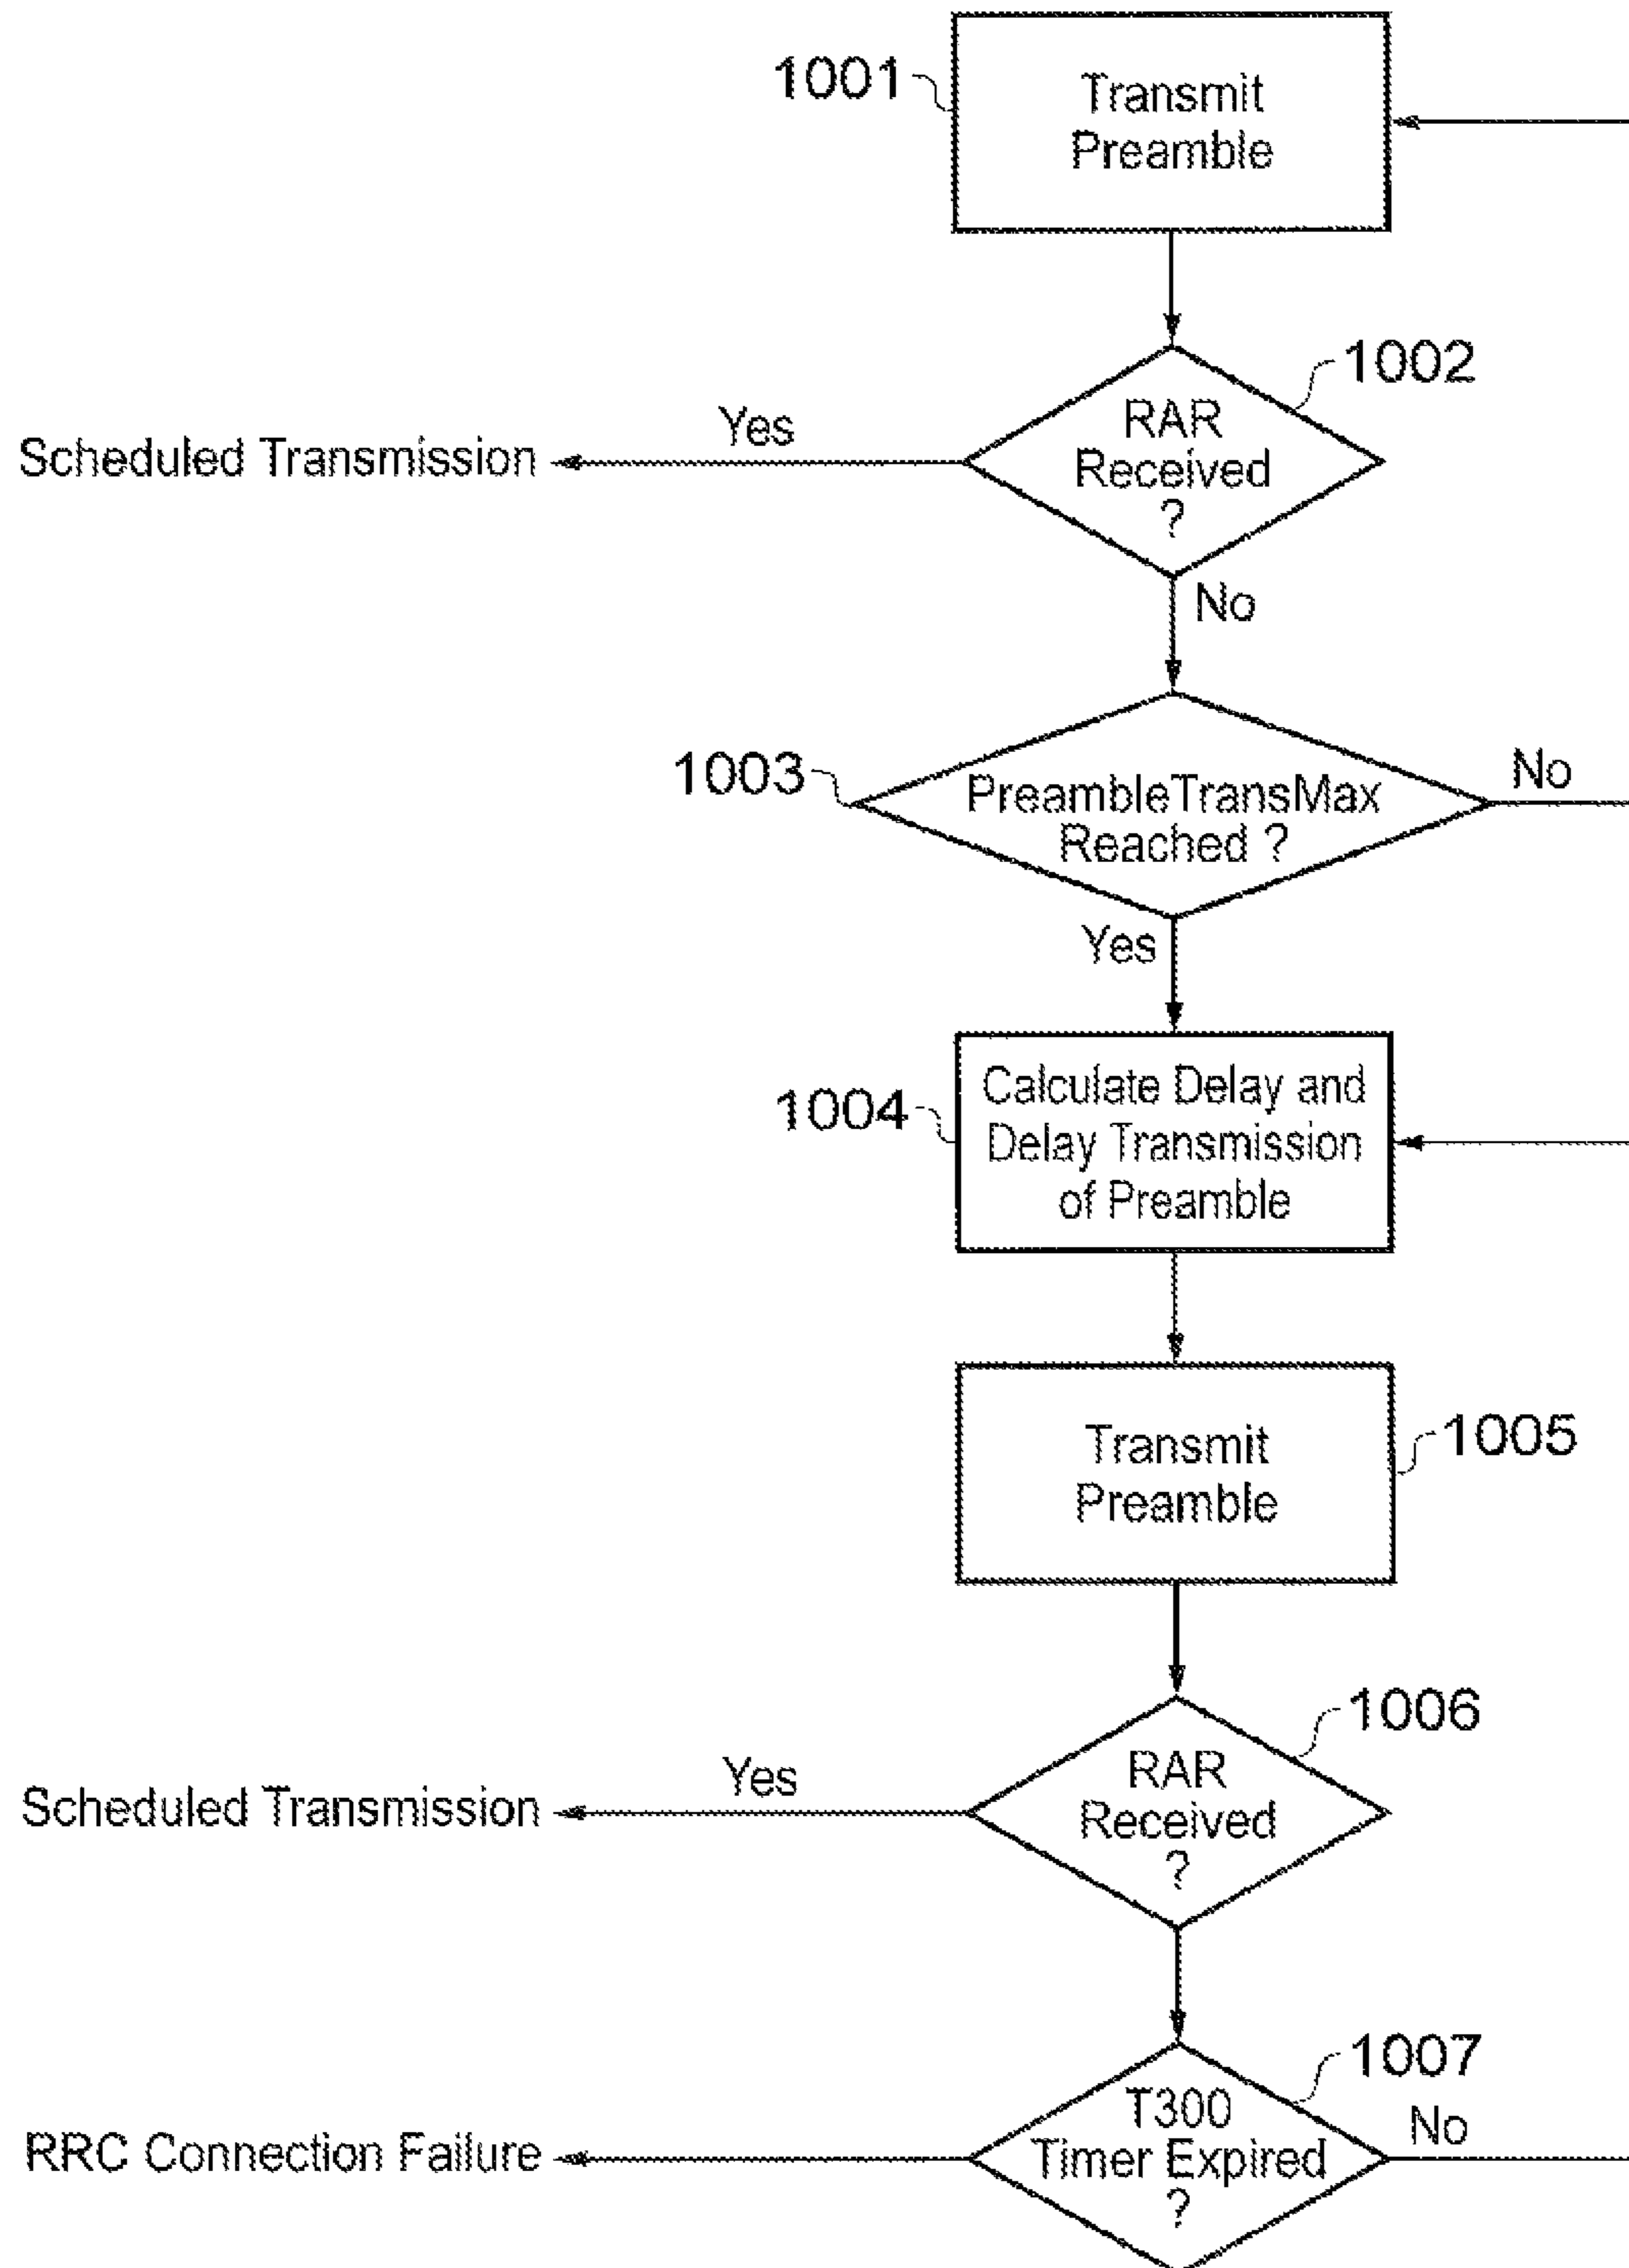 1001
Transmit
Preamble
1002
RAR
Received
?
Yes
Scheduled Transmission
No
1003
PreambleTransMax
Reached ?
No
Yes
1004
Calculate Delay and
Delay Transmission
of Preamble
Transmit
Preamble
1005
1006
RAR
Received
?
Yes
Scheduled Transmission
1007
T300
Timer Expired
?
No
RRC Connection Failure